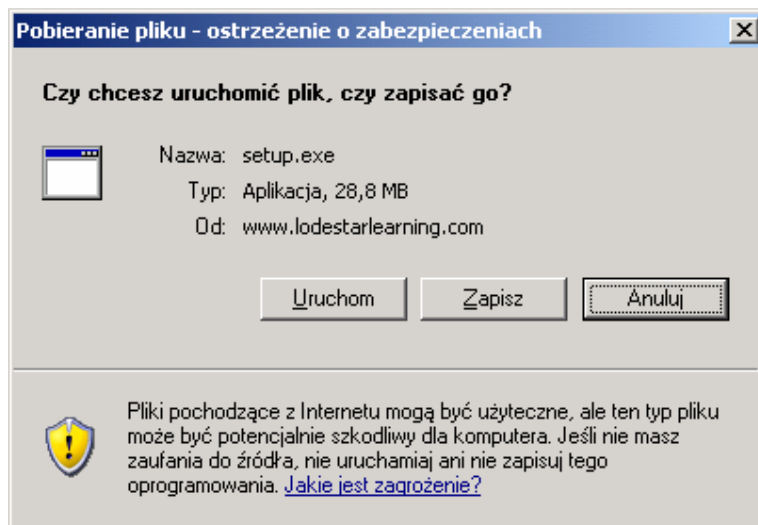 Pobieranie pliku - ostrzeżenie o zabezpieczeniach
Czy chcesz uruchomić plik, czy zapisać go?
Nazwa: setup.exe
Typ: Aplikacja, 28,8 MB
Od: www.lodestarlearning.com
Uruchom Zapisz Anuluj
Pliki pochodzące z Internetu mogą być użyteczne, ale ten typ pliku
może być potencjalnie szkodliwy dla komputera. Jeśli nie masz
zaufania do źródła, nie uruchamiaj ani nie zapisuj tego
oprogramowania. Jakie jest zagrożenie?